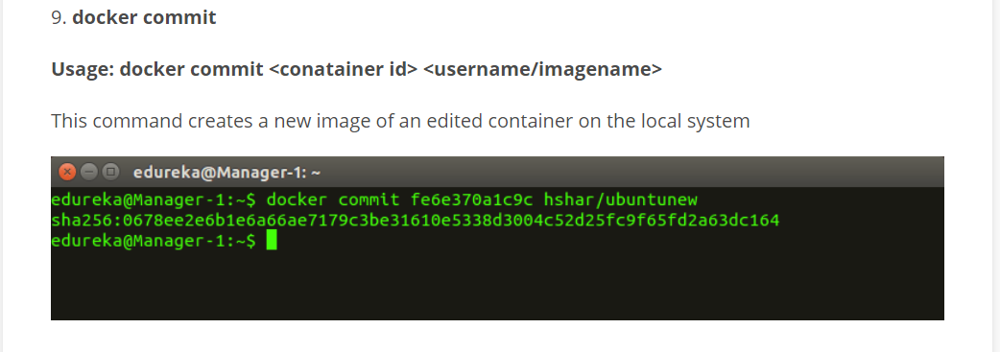 9. docker commit
Usage: docker commit <conatainer id> <username/imagename>
This command creates a new image of an edited container on the local system
edureka@Manager-1: ~
edureka@Manager-1:~$ docker commit fe6e370a1c9c hshar/ubuntunew
sha256:0678ee2e6b1e6a66ae7179c3be31610e5338d3004c52d25fc9f65fd2a63dc164
edureka@Manager-1:~$